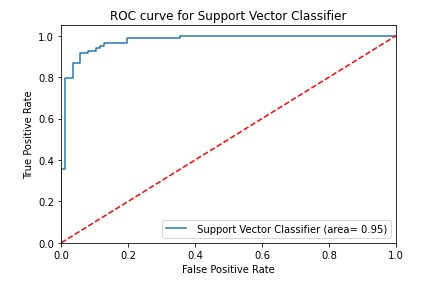 ROC curve for Support Vector Classifier
True Positive Rate
1.0
0.8
0.6
0.4
0.2
0.0
Support Vector Classifier (area= 0.95)
0.0 0.2 0.4 0.6 0.8 1.0
False Positive Rate